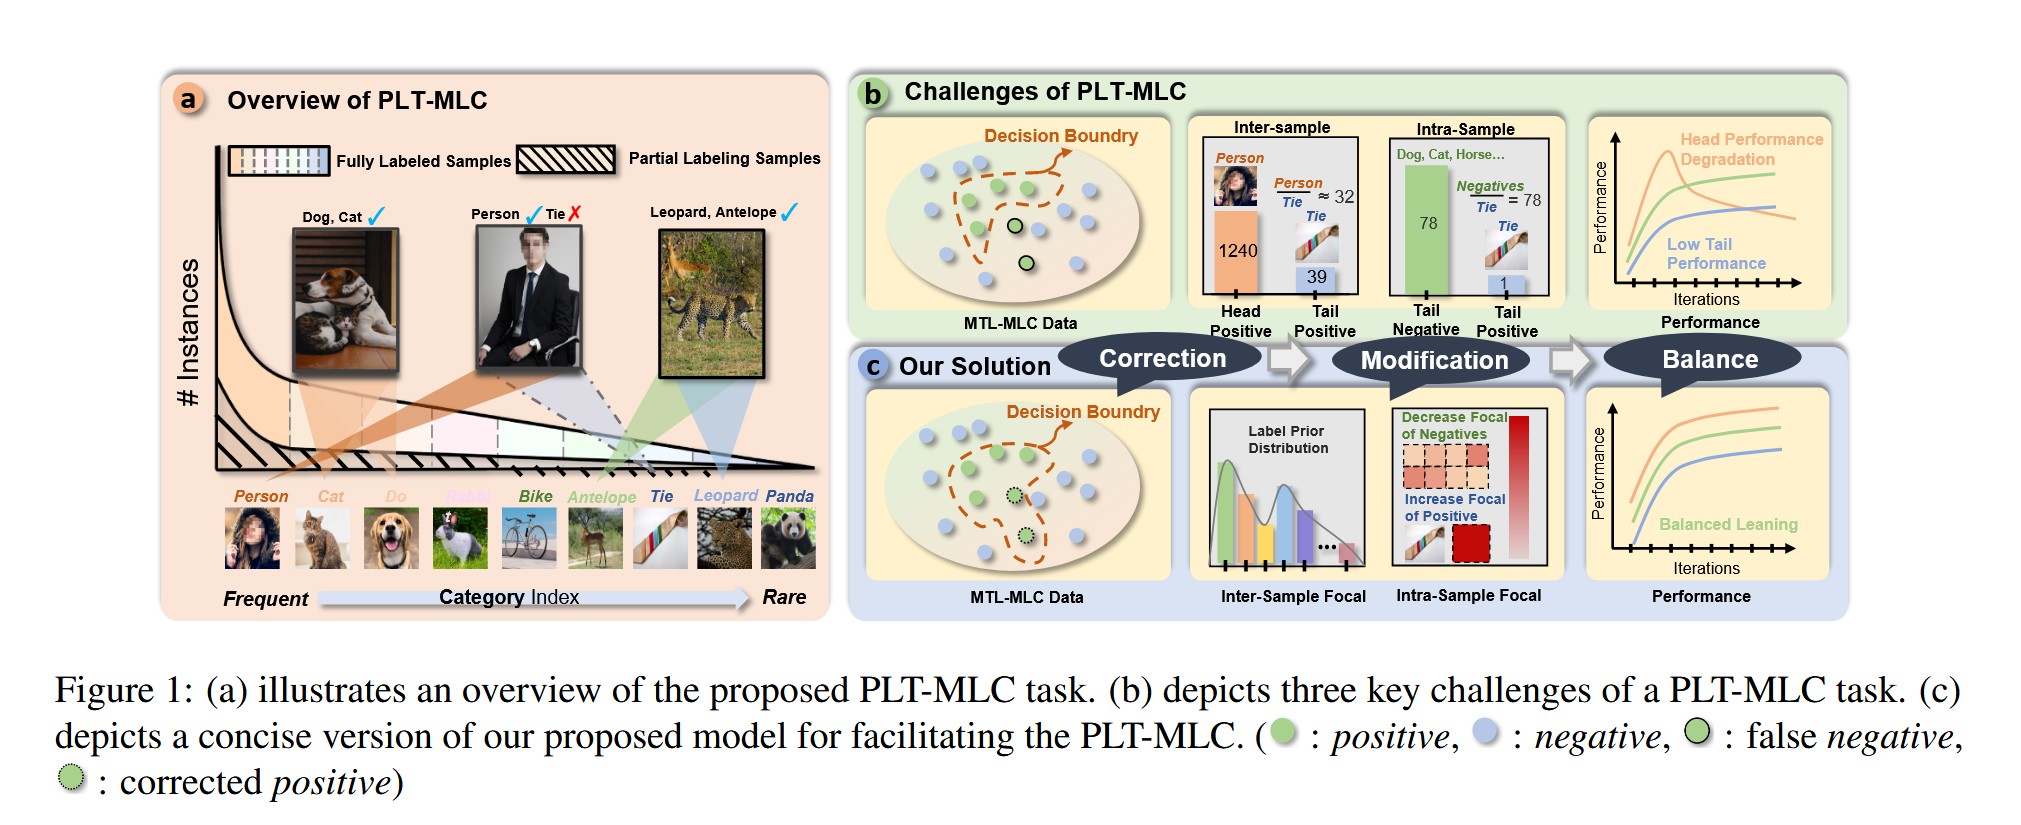 a Overview of PLT-MLC
Fully Labeled Samples
Partial Labeling Samples
Dog, Cat ✓
Person ✓ Tie ✗
Leopard, Antelope ✓
# Instances
Person Cat Do Rabbi Bike Antelope Tie Leopard Panda
Frequent Category Index Rare
b Challenges of PLT-MLC
Decision Boundry
MTL-MLC Data
Inter-sample
Person
Person
Tie
≈ 32
Tie
1240
39
Head
Positive
Tail
Positive
Intra-Sample
Dog, Cat, Horse...
Negatives
Tie
= 78
Tie
78
1
Tail
Negative
Tail
Positive
Head Performance
Degradation
Low Tail
Performance
Performance
Iterations
Performance
c Our Solution
Correction
Modification
Balance
Decision Boundry
MTL-MLC Data
Label Prior
Distribution
...
Inter-Sample Focal
Decrease Focal
of Negatives
Increase Focal
of Positive
Intra-Sample Focal
Performance
Balanced Leaning
Iterations
Performance
Figure 1: (a) illustrates an overview of the proposed PLT-MLC task. (b) depicts three key challenges of a PLT-MLC task. (c)
depicts a concise version of our proposed model for facilitating the PLT-MLC. ( : positive, : negative, : false negative,
: corrected positive)